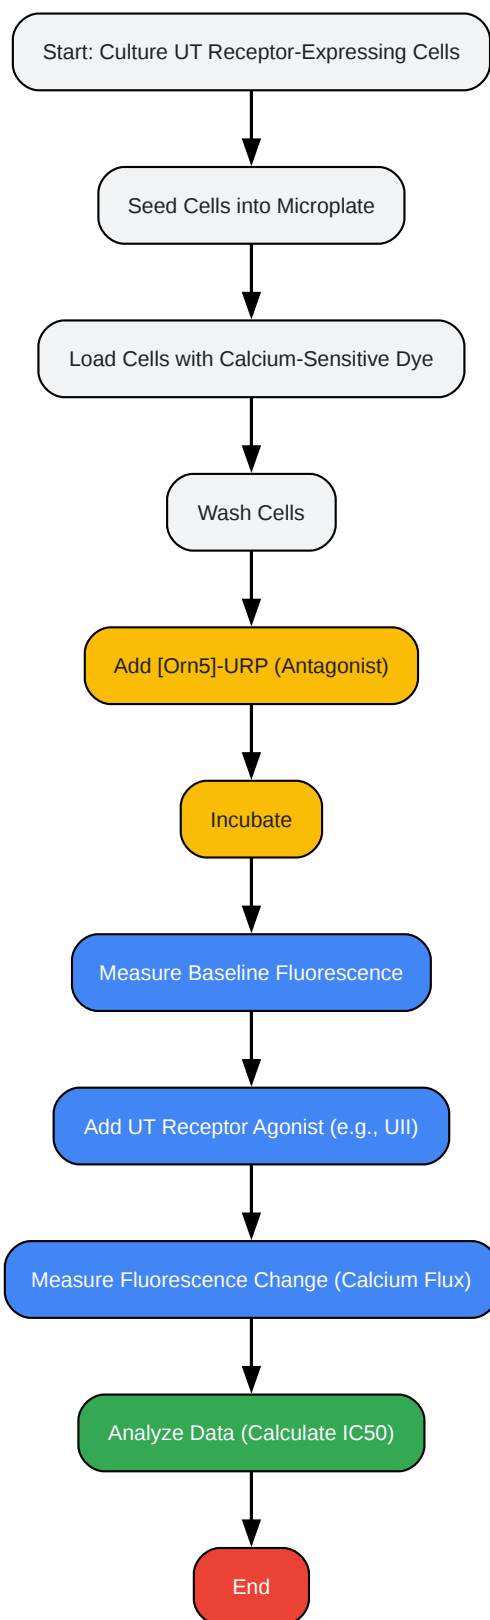 Start: Culture UT Receptor-Expressing Cells
Seed Cells into Microplate
Load Cells with Calcium-Sensitive Dye
Wash Cells
Add [Orn5]-URP (Antagonist)
Incubate
Measure Baseline Fluorescence
Add UT Receptor Agonist (e.g., UII)
Measure Fluorescence Change (Calcium Flux)
Analyze Data (Calculate IC50)
End